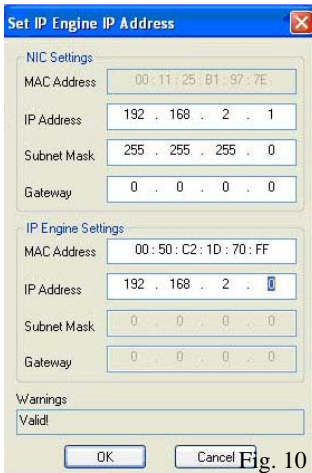 Set IP Engine IP Address
NIC Settings
MAC Address 00 : 11 : 25 : B1 : 97 : 7E
IP Address 192 . 168 . 2 . 1
Subnet Mask 255 . 255 . 255 . 0
Gateway 0 . 0 . 0 . 0
IP Engine Settings
MAC Address 00 : 50 : C2 : 1D : 70 : FF
IP Address 192 . 168 . 2 . 0
Subnet Mask 0 . 0 . 0 . 0
Gateway 0 . 0 . 0 . 0
Warnings
Valid!
OK Cancel Fig. 10